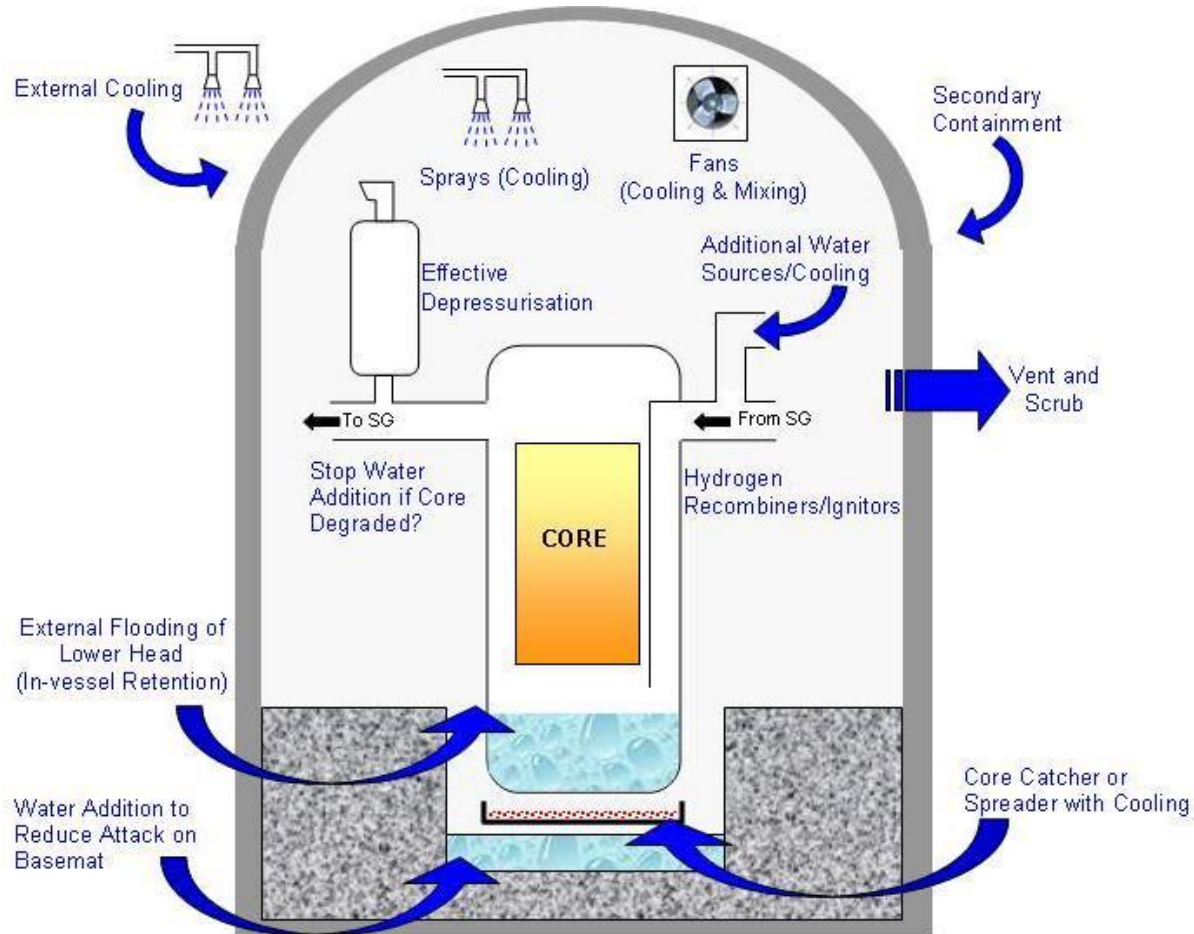 External Cooling
Sprays (Cooling)
Fans
(Cooling & Mixing)
Secondary
Containment
Effective
Depressurisation
Additional Water
Sources/Cooling
Vent and
Scrub
To SG
From SG
Stop Water
Addition if Core
Degraded?
CORE
Hydrogen
Recombiners/Ignitors
External Flooding of
Lower Head
(In-vessel Retention)
Core Catcher or
Spreader with Cooling
Water Addition to
Reduce Attack on
Basemat